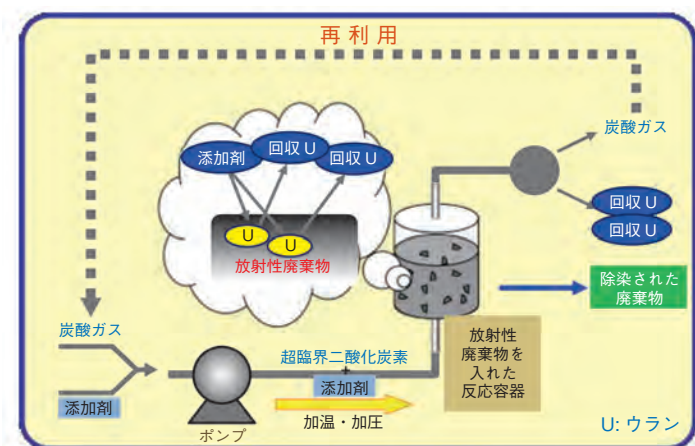 再利用
炭酸ガス
添加剤
回収U
回収U
U
U
放射性廃棄物
回収U
回収U
除染された
廃棄物
炭酸ガス
添加剤
ポンプ
超臨界二酸化炭素
+
添加剤
加温・加圧
放射性
廃棄物を
入れた
反応容器
U: ウラン